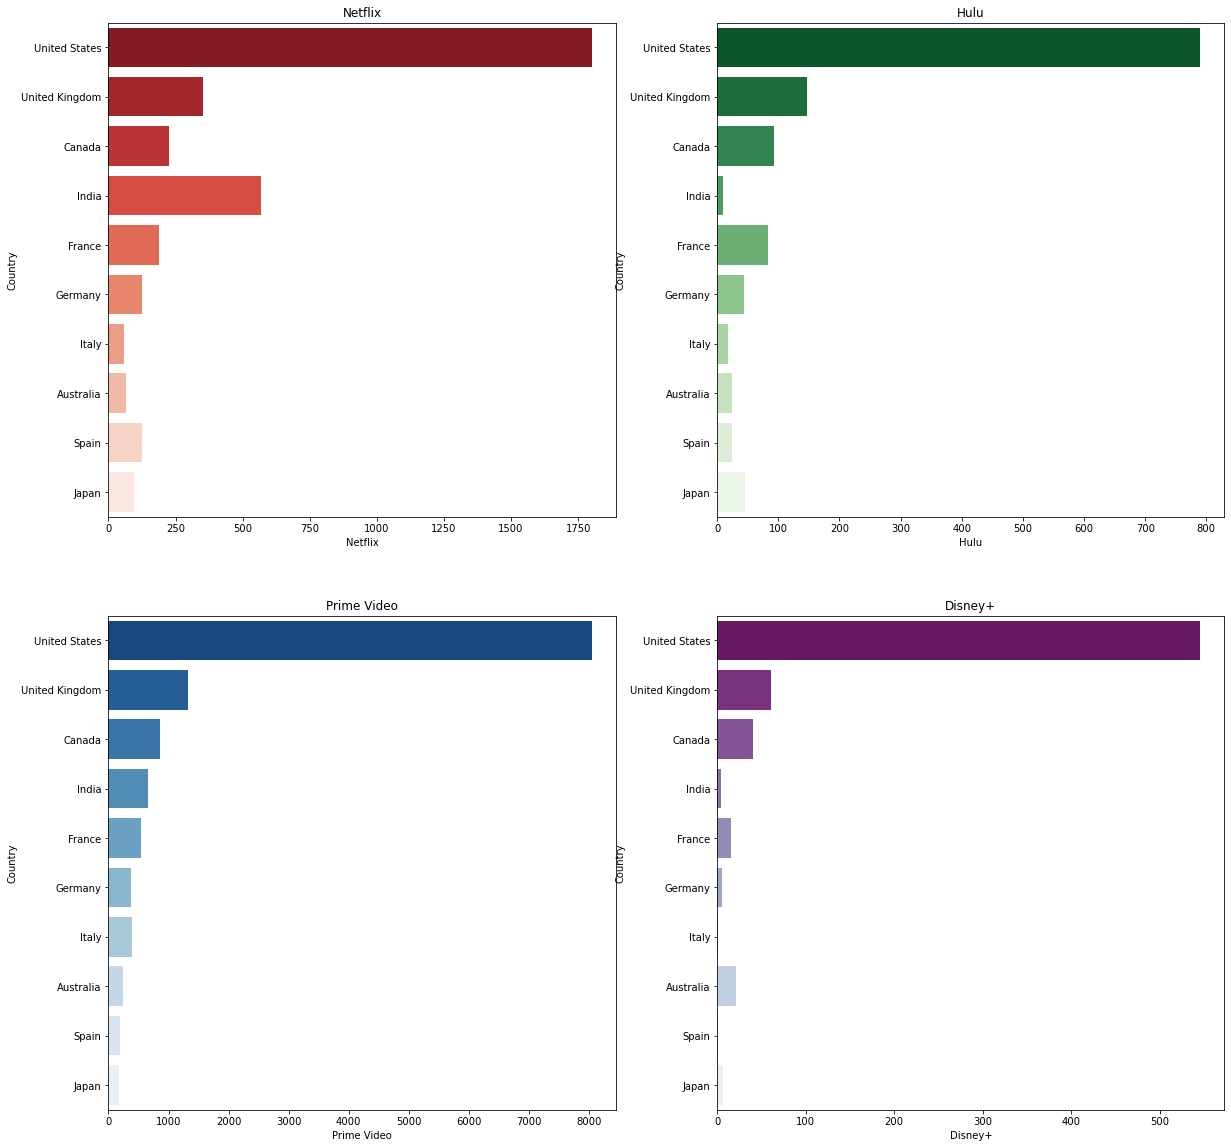 Netflix
United States
United Kingdom
Canada
India
France
Germany
Italy
Australia
Spain
Japan
Country
0 250 500 750 1000 1250 1500 1750
Netflix
Hulu
United States
United Kingdom
Canada
India
France
Germany
Italy
Australia
Spain
Japan
Country
0 100 200 300 400 500 600 700 800
Hulu
Prime Video
United States
United Kingdom
Canada
India
France
Germany
Italy
Australia
Spain
Japan
Country
0 1000 2000 3000 4000 5000 6000 7000 8000
Prime Video
Disney+
United States
United Kingdom
Canada
India
France
Germany
Italy
Australia
Spain
Japan
Country
0 100 200 300 400 500
Disney+